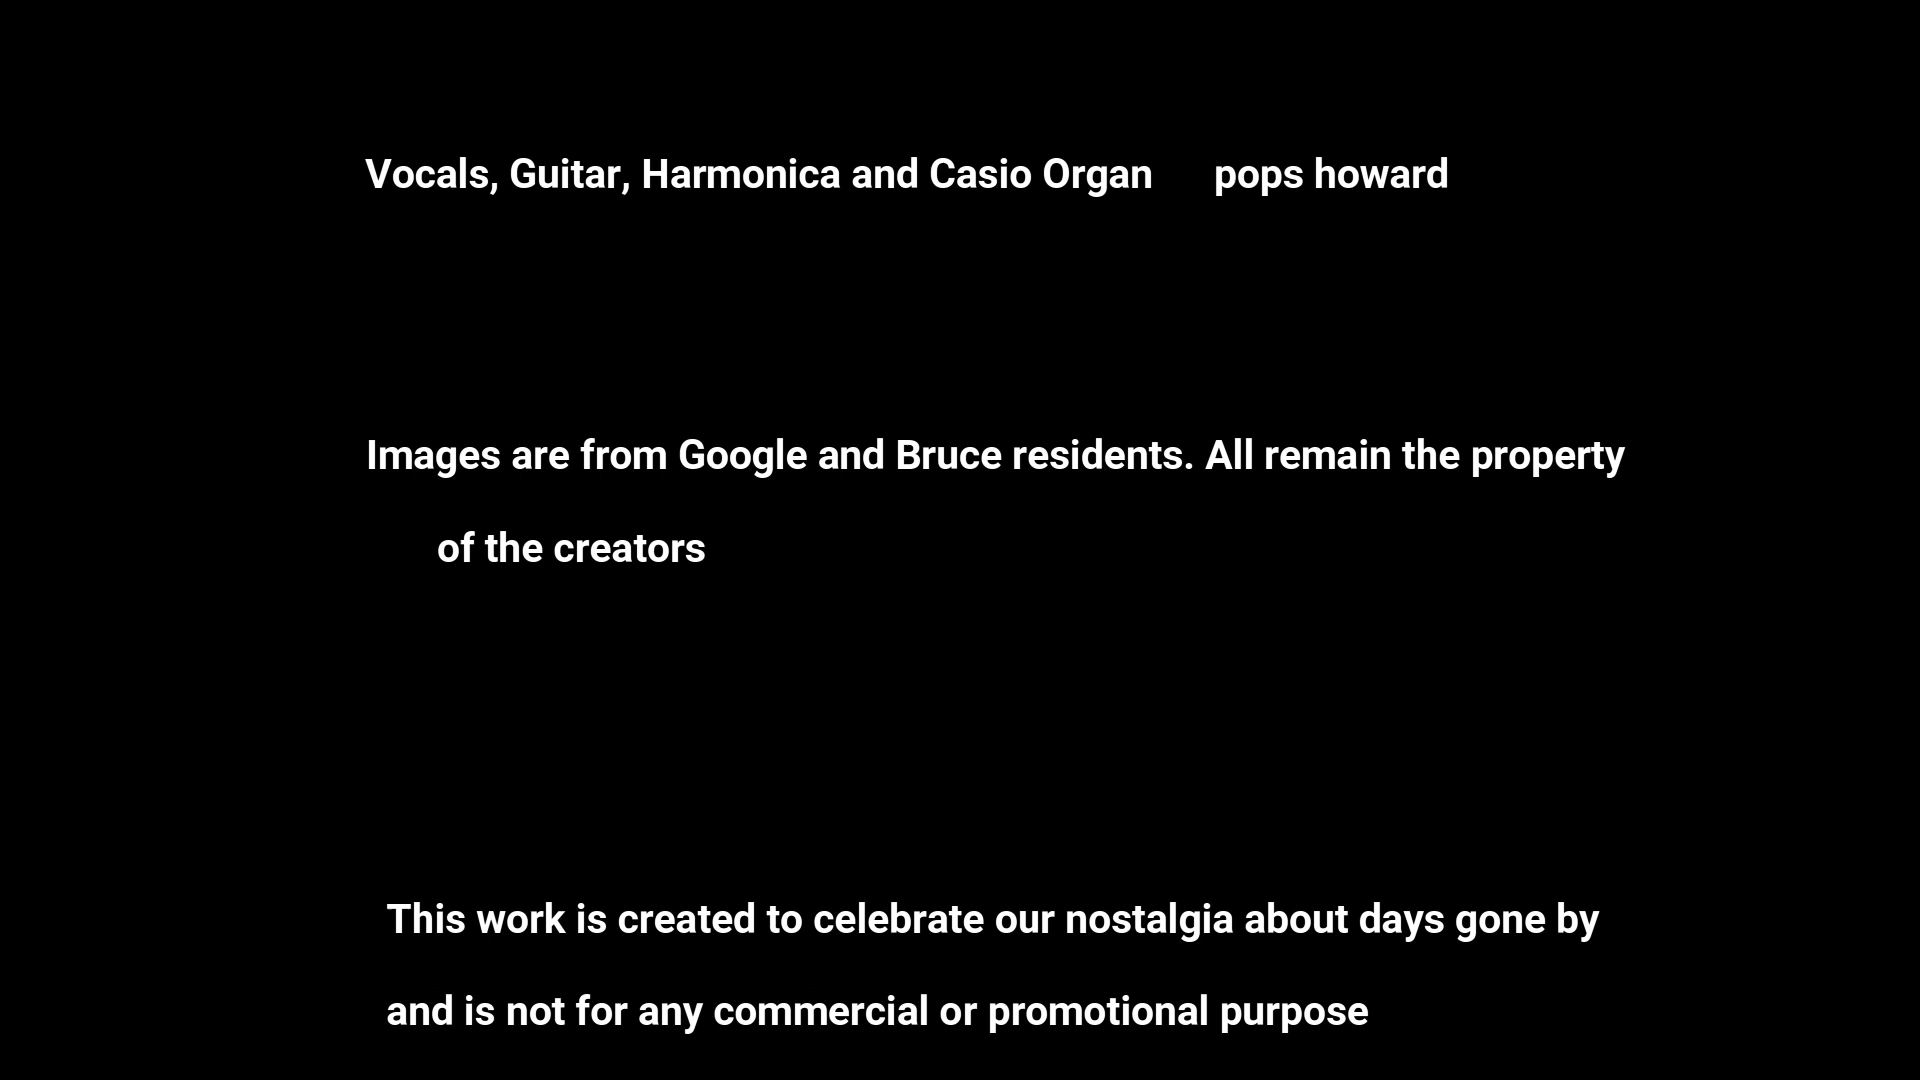 Vocals, Guitar, Harmonica and Casio Organ pops howard
Images are from Google and Bruce residents. All remain the property
of the creators
This work is created to celebrate our nostalgia about days gone by
and is not for any commercial or promotional purpose